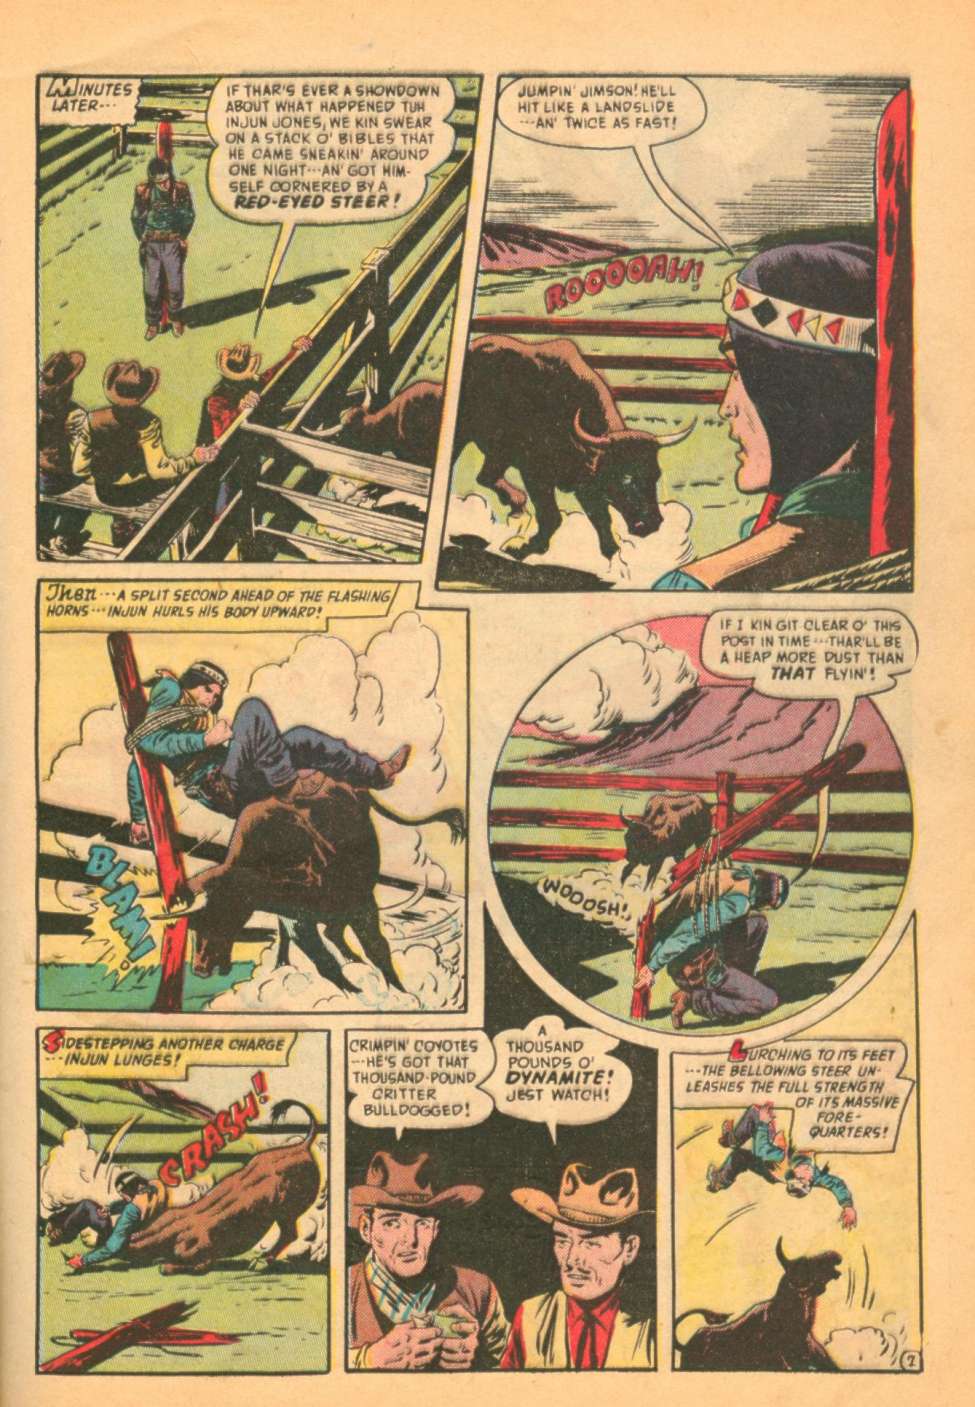 MINUTES
LATER---
IF THAR'S EVER A SHOWDOWN
ABOUT WHAT HAPPENED TUH
INJUN JONES, WE KIN SWEAR
ON A STACK O' BIBLES THAT
HE CAME SNEAKIN' AROUND
ONE NIGHT---AN' GOT HIM-
SELF CORNERED BY A
RED-EYED STEER!
JUMPIN' JIMSON! HE'LL
HIT LIKE A LANDSLIDE
---AN' TWICE AS FAST!
ROOOOAH!
Then---A SPLIT SECOND AHEAD OF THE FLASHING
HORNS---INJUN HURLS HIS BODY UPWARD!
BLAM!
IF I KIN GIT CLEAR O' THIS
POST IN TIME---THAR'LL BE
A HEAP MORE DUST THAN
THAT FLYIN'!
WOOOSH!
SIDESTEPPING ANOTHER CHARGE
---INJUN LUNGES!
CRASH!
CRIMPIN' COYOTES
---HE'S GOT THAT
THOUSAND-POUND
CRITTER
BULLDOGGED!
A
THOUSAND
POUNDS O'
DYNAMITE!
JEST WATCH!
LURCHING TO ITS FEET
---THE BELLOWING STEER UN-
LEASHES THE FULL STRENGTH
OF ITS MASSIVE
FORE-
QUARTERS!
7